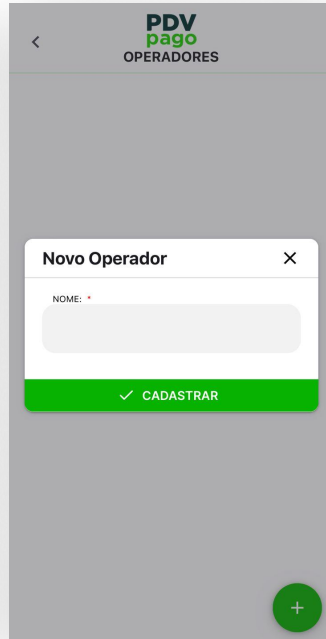 PDV
pago
OPERADORES
Novo Operador
NOME: *
CADASTRAR